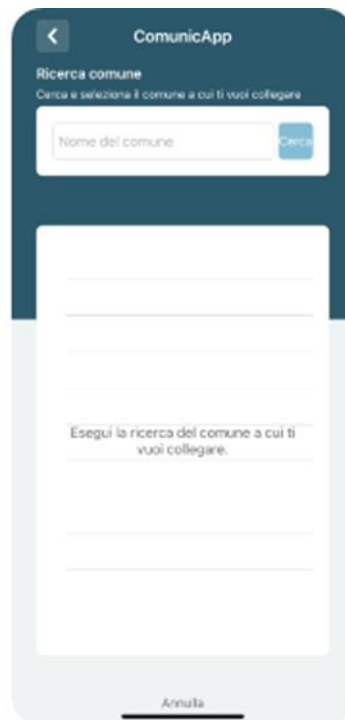 ComunicApp
Ricerca comune
Cerca e seleziona il comune a cui ti vuoi collegare
Nome del comune
Cerca
Esegui la ricerca del comune a cui ti
vuoi collegare.
Annulla